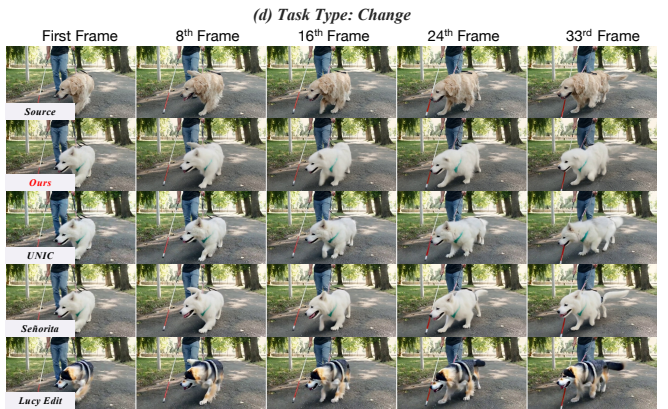 (d) Task Type: Change
First Frame 8th Frame 16th Frame 24th Frame 33rd Frame
Source
Ours
UNIC
Señorita
Lucy Edit